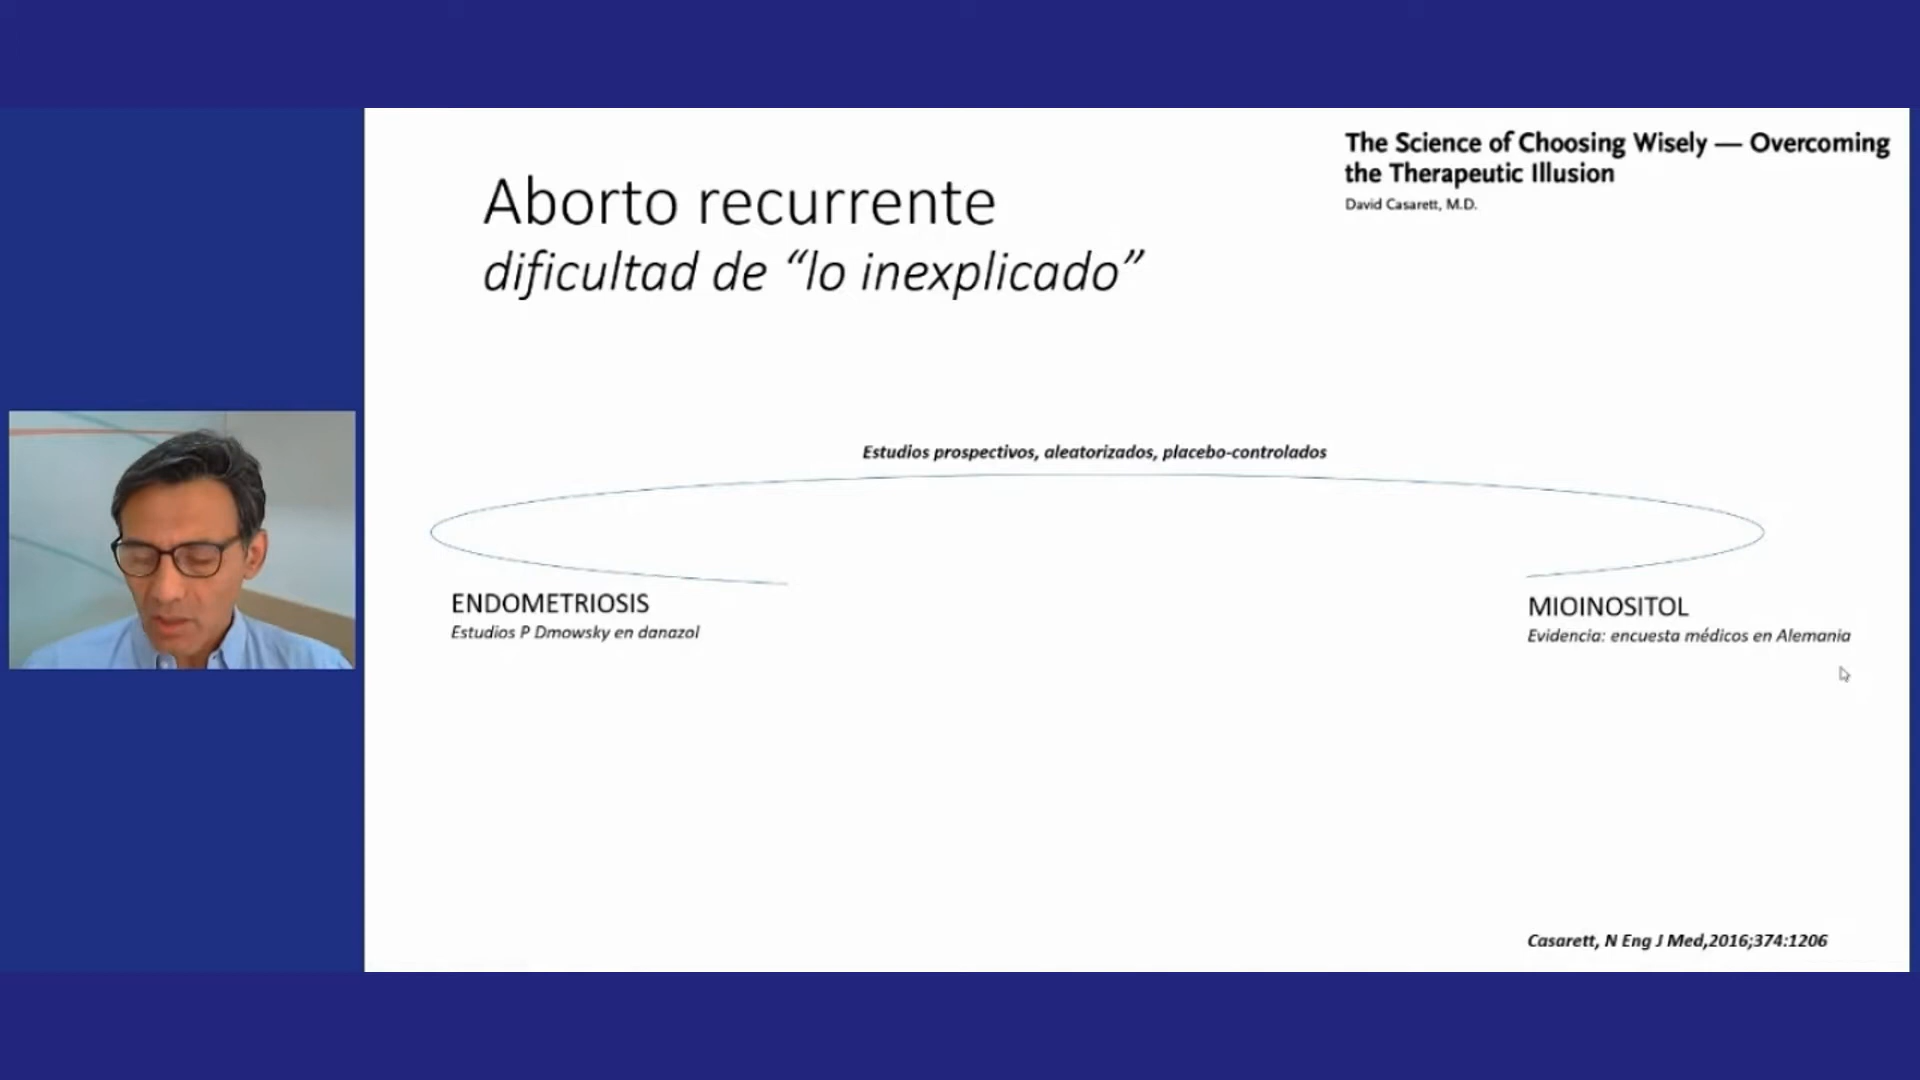 The Science of Choosing Wisely — Overcoming
the Therapeutic Illusion
David Casarett, M.D.
Aborto recurrente
dificultad de “lo inexplicado”
Estudios prospectivos, aleatorizados, placebo-controlados
ENDOMETRIOSIS
Estudios P Dmowsky en danazol
MIOINOSITOL
Evidencia: encuesta médicos en Alemania
Casarett, N Eng J Med,2016;374:1206